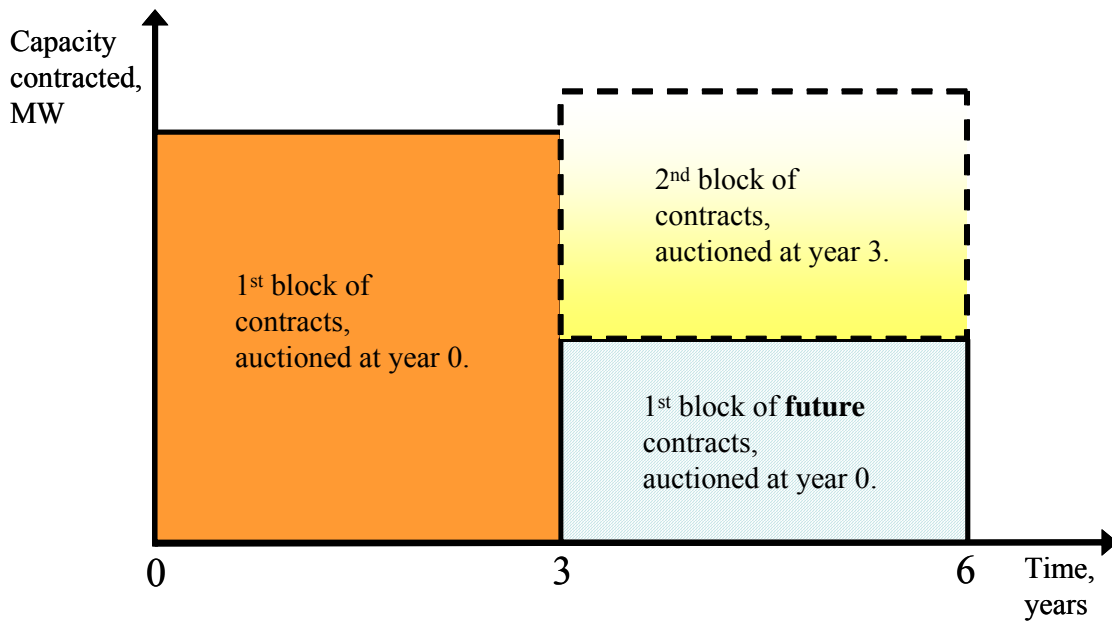 Capacity
contracted,
MW
2nd block of
contracts,
auctioned at year 3.
1st block of
contracts,
auctioned at year 0.
1st block of future
contracts,
auctioned at year 0.
0
3
6
Time,
years